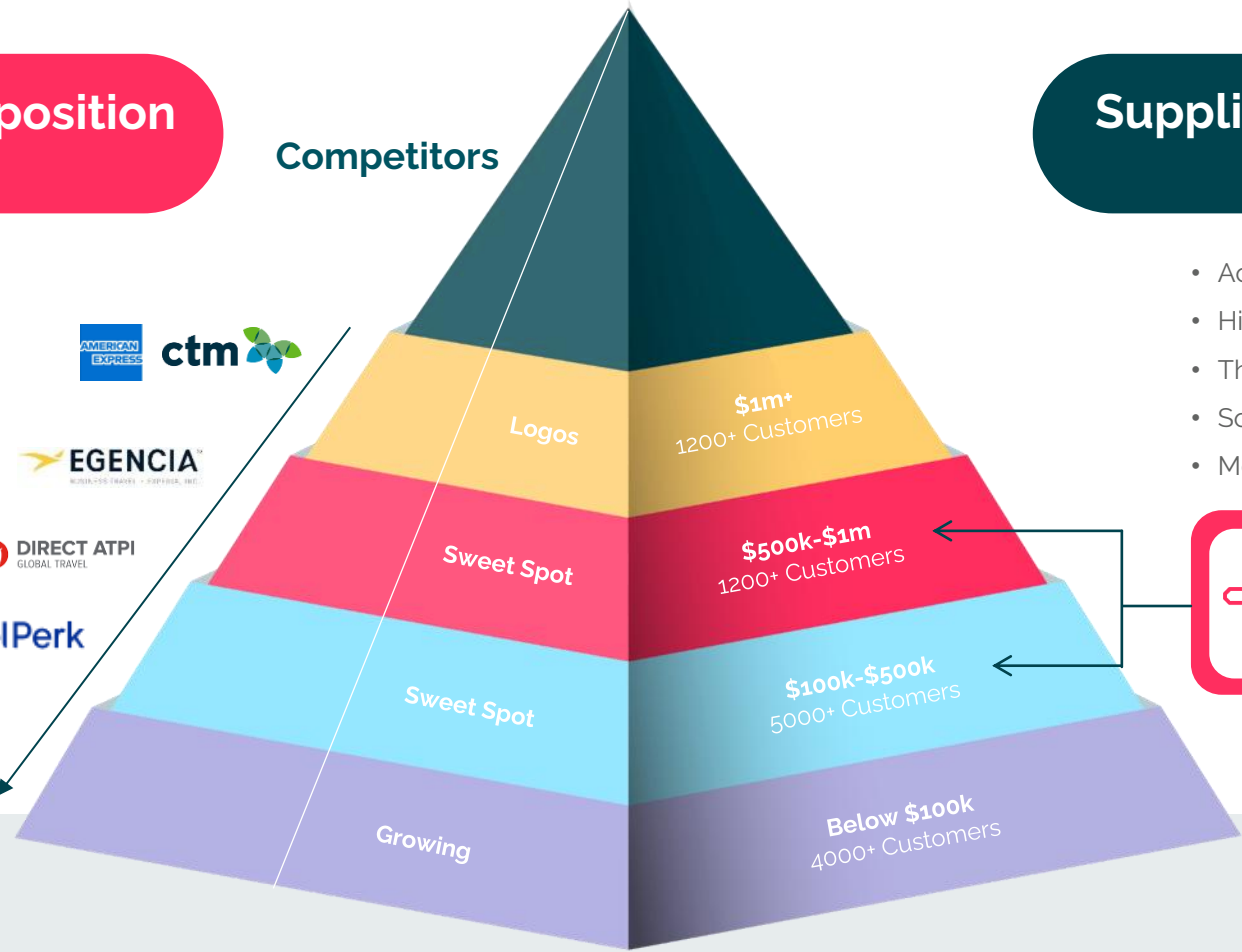 position
Suppli
Competitors
AMERICAN
EXPRESS
ctm
EGENCIA
DIRECT ATPI
GLOBAL TRAVEL
lPerk
Logos
$1m+
1200+ Customers
Sweet Spot
$500k-$1m
1200+ Customers
Sweet Spot
$100k-$500k
5000+ Customers
Growing
Below $100k
4000+ Customers
• Ac
• Hi
• Th
• So
• M